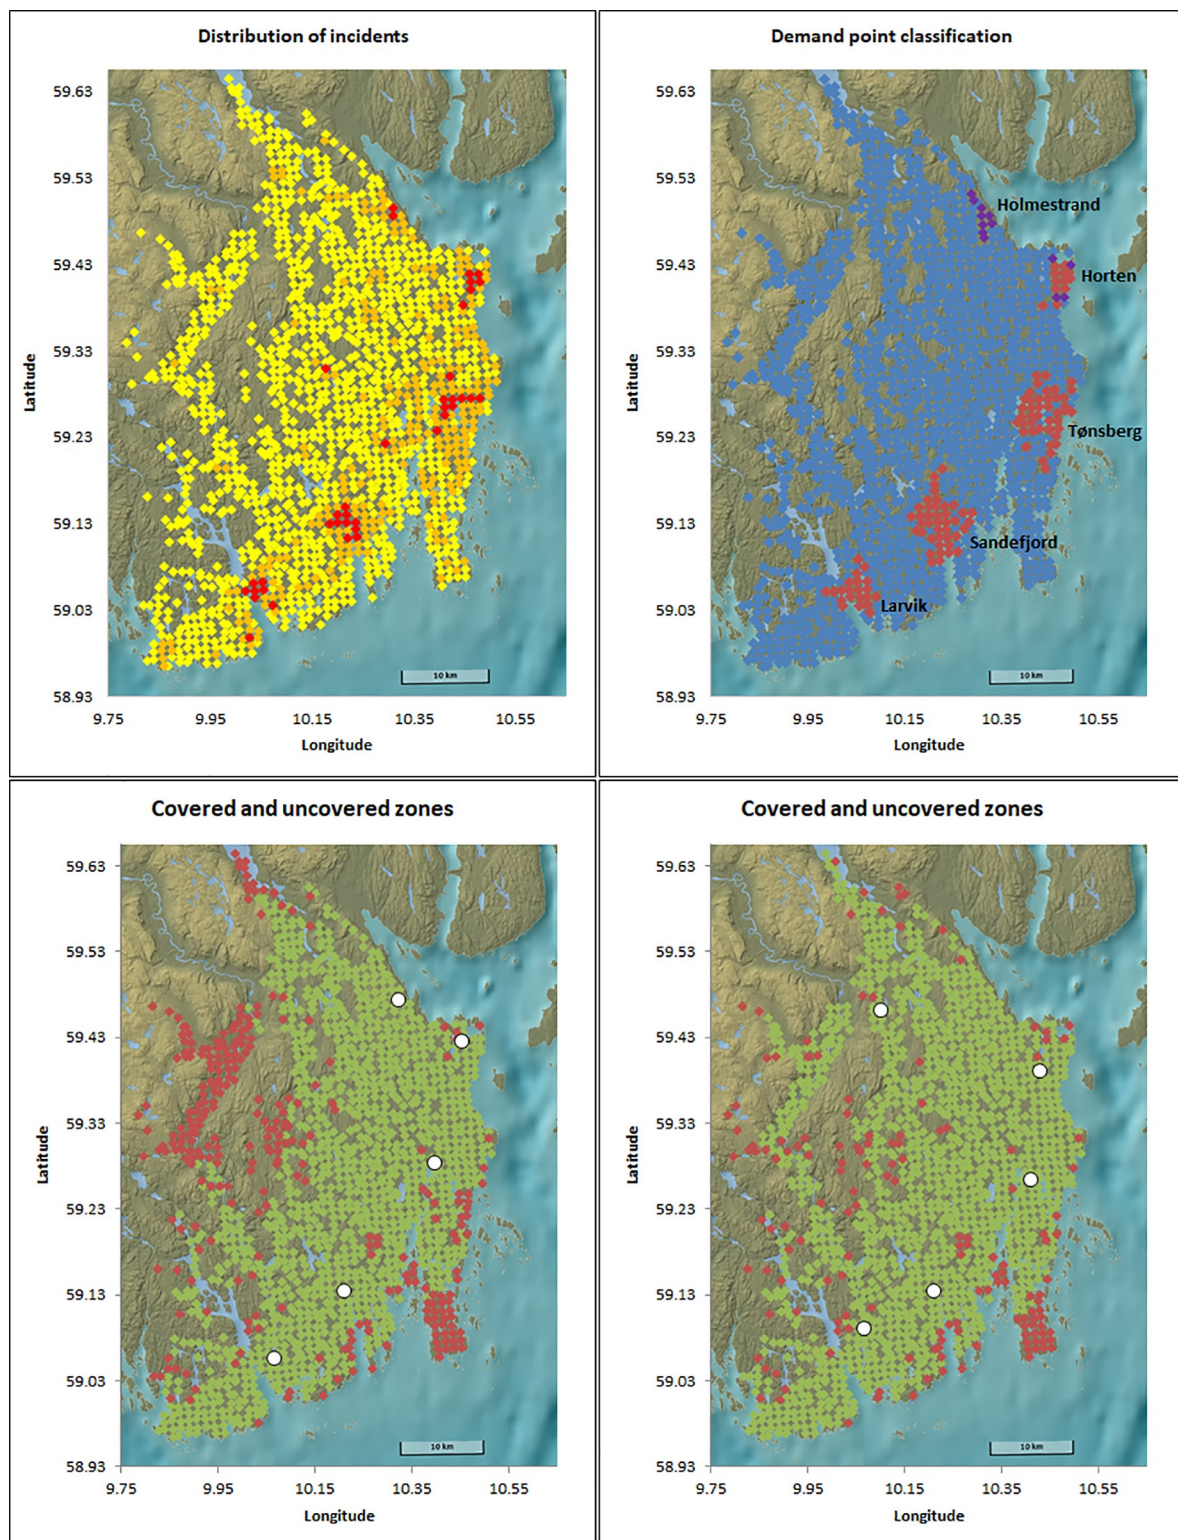 Distribution of incidents
59.63
59.53
59.43
59.33
59.23
59.13
59.03
58.93
Latitude
10 km
9.75 9.95 10.15 10.35 10.55
Longitude
Demand point classification
59.63
59.53
59.43
59.33
59.23
59.13
59.03
58.93
Latitude
Holmestrand
Horten
Tønsberg
Sandefjord
Larvik
10 km
9.75 9.95 10.15 10.35 10.55
Longitude
Covered and uncovered zones
59.63
59.53
59.43
59.33
59.23
59.13
59.03
58.93
Latitude
10 km
9.75 9.95 10.15 10.35 10.55
Longitude
Covered and uncovered zones
59.63
59.53
59.43
59.33
59.23
59.13
59.03
58.93
Latitude
10 km
9.75 9.95 10.15 10.35 10.55
Longitude